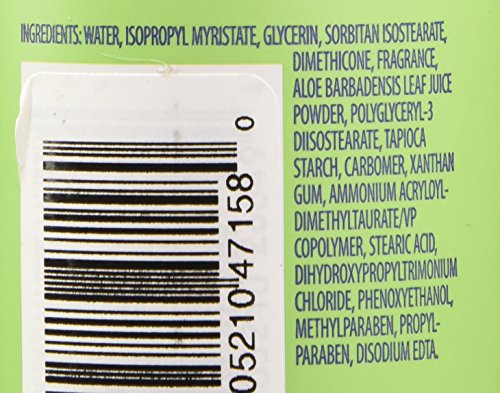 INGREDIENTS: WATER, ISOPROPYL MYRISTATE, GLYCERIN, SORBITAN ISOSTEARATE,
DIMETHICONE, FRAGRANCE,
ALOE BARBADENSIS LEAF JUICE
POWDER, POLYGLYCERYL-3
DIISOSTEARATE, TAPIOCA
STARCH, CARBOMER, XANTHAN
GUM, AMMONIUM ACRYLOYL-
DIMETHYLTAURATE/VP
COPOLYMER, STEARIC ACID,
DIHYDROXYPROPYLTRIMONIUM
CHLORIDE, PHENOXYETHANOL,
METHYLPARABEN, PROPYL-
PARABEN, DISODIUM EDTA.
05210 47158 0